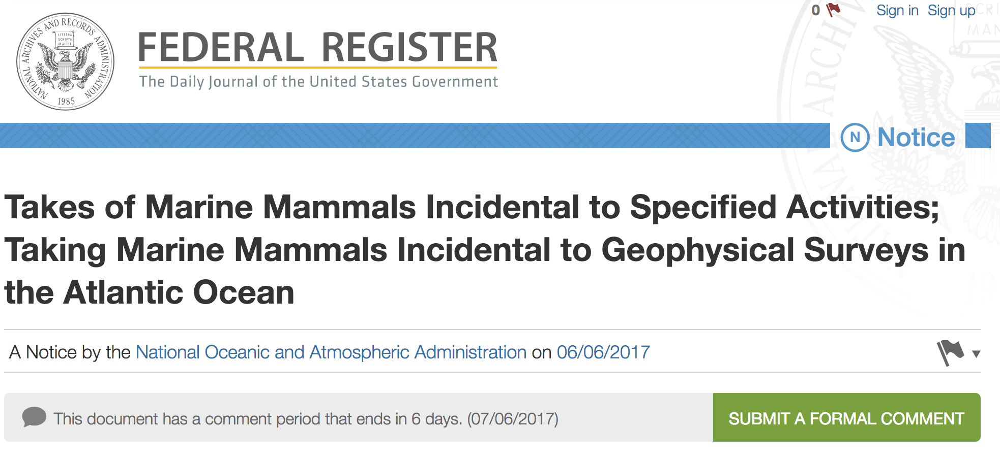 0 Sign in Sign up
NATIONAL ARCHIVES AND RECORDS ADMINISTRATION
LITTERA
SCRIPTA
MANET
1985
FEDERAL REGISTER
The Daily Journal of the United States Government
N Notice
Takes of Marine Mammals Incidental to Specified Activities;
Taking Marine Mammals Incidental to Geophysical Surveys in
the Atlantic Ocean
A Notice by the National Oceanic and Atmospheric Administration on 06/06/2017
This document has a comment period that ends in 6 days. (07/06/2017)
SUBMIT A FORMAL COMMENT